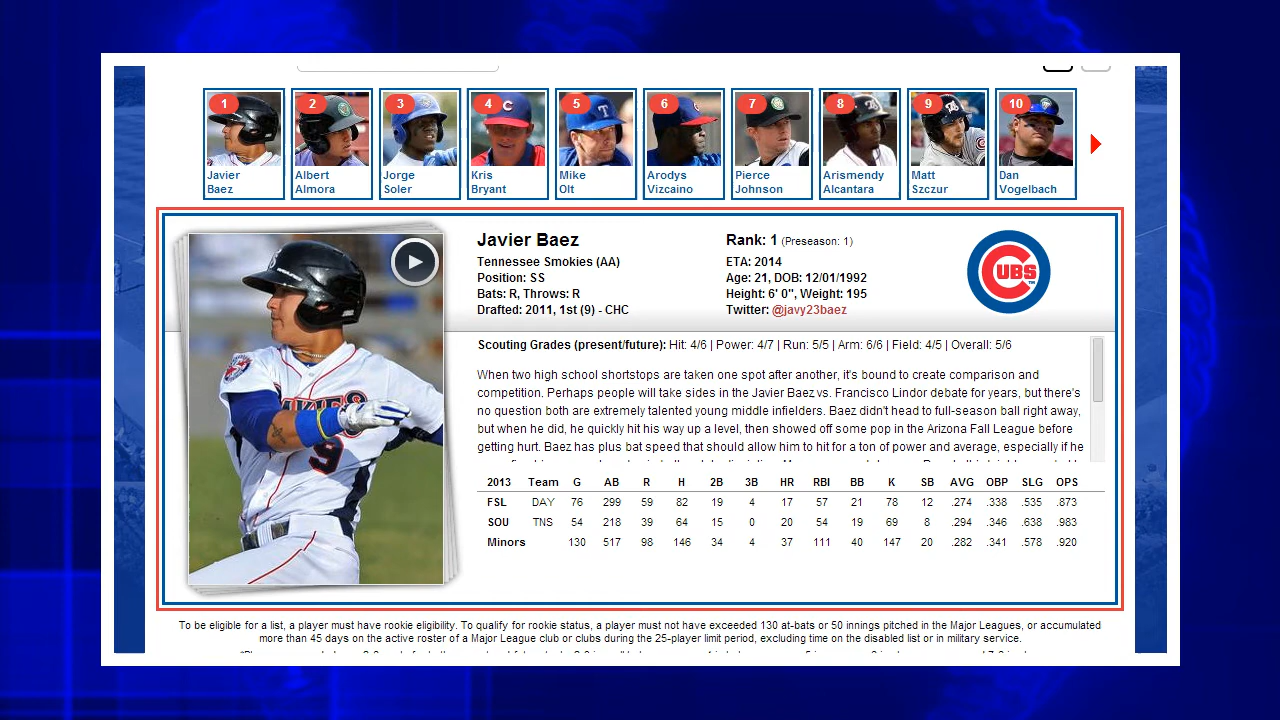 1 2 3 4 5 6 7 8 9 10
Javier Baez
Albert Almora
Jorge Soler
Kris Bryant
Mike Olt
Arodys Vizcaino
Pierce Johnson
Arismendy Alcantara
Matt Szczur
Dan Vogelbach
Javier Baez
Tennessee Smokies (AA)
Position: SS
Bats: R, Throws: R
Drafted: 2011, 1st (9) - CHC
Rank: 1 (Preseason: 1)
ETA: 2014
Age: 21, DOB: 12/01/1992
Height: 6' 0", Weight: 195
Twitter: @javy23baez
CUBS
9
Scouting Grades (present/future): Hit: 4/6 | Power: 4/7 | Run: 5/5 | Arm: 6/6 | Field: 4/5 | Overall: 5/6
When two high school shortstops are taken one spot after another, it's bound to create comparison and
competition. Perhaps people will take sides in the Javier Baez vs. Francisco Lindor debate for years, but there's
no question both are extremely talented young middle infielders. Baez didn't head to full-season ball right away,
but when he did, he quickly hit his way up a level, then showed off some pop in the Arizona Fall League before
getting hurt. Baez has plus bat speed that should allow him to hit for a ton of power and average, especially if he
2013 Team G AB R H 2B 3B HR RBI BB K SB AVG OBP SLG OPS
FSL DAY 76 299 59 82 19 4 17 57 21 78 12 .274 .338 .535 .873
SOU TNS 54 218 39 64 15 0 20 54 19 69 8 .294 .346 .638 .983
Minors 130 517 98 146 34 4 37 111 40 147 20 .282 .341 .578 .920
To be eligible for a list, a player must have rookie eligibility. To qualify for rookie status, a player must not have exceeded 130 at-bats or 50 innings pitched in the Major Leagues, or accumulated
more than 45 days on the active roster of a Major League club or clubs during the 25-player limit period, excluding time on the disabled list or in military service.